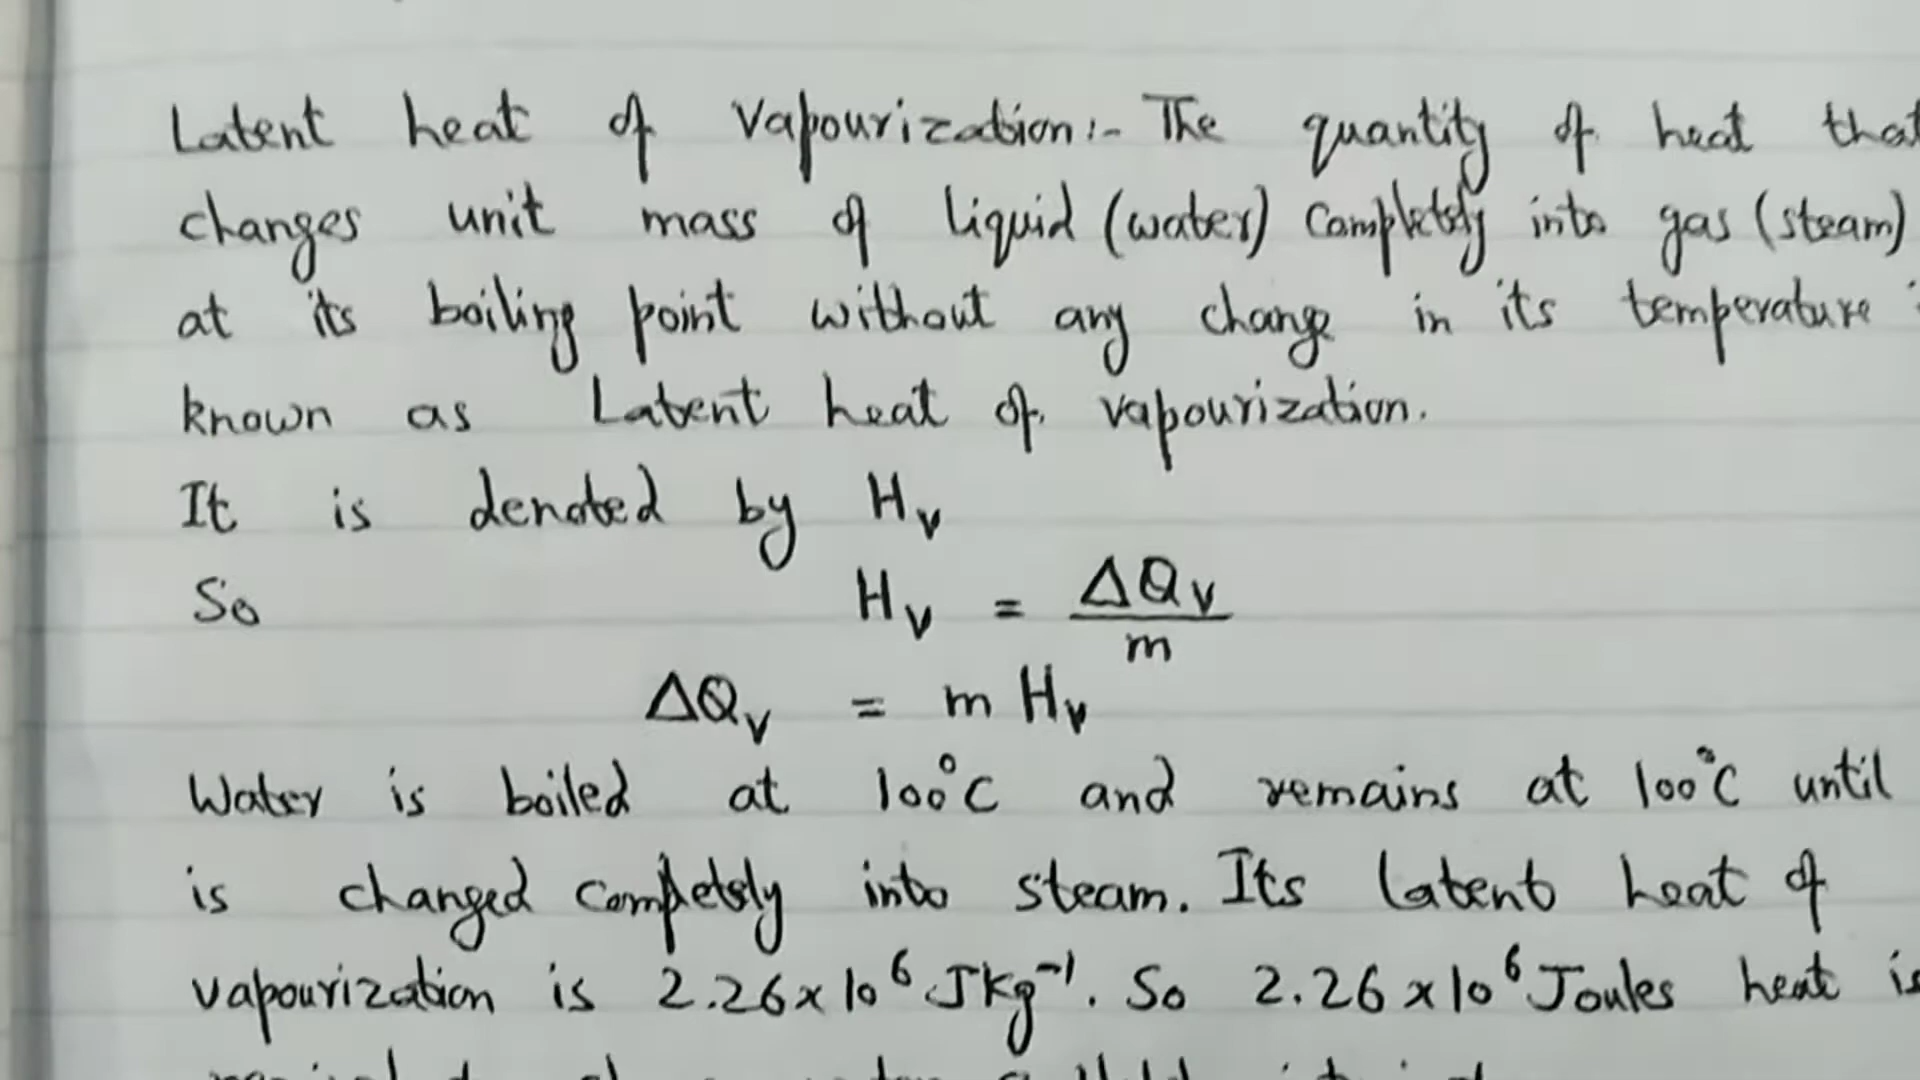 Latent heat of Vapourization:- The quantity of heat that
changes unit mass of liquid (water) Completely into gas (steam)
at its boiling point without any change in its temperature
known as Latent heat of vapourization.
It is denoted by Hv
So Hv = ΔQv / m
ΔQv = m Hv
Water is boiled at 100°C and remains at 100°C until
is changed Completely into steam. Its latent heat of
vapourization is 2.26 x 10⁶ Jkg⁻¹. So 2.26 x 10⁶ Joules heat is